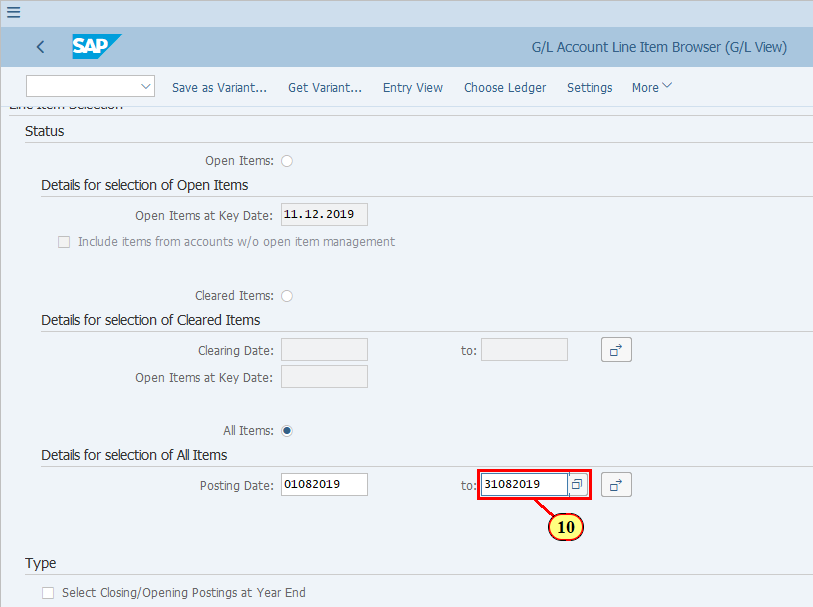 SAP
G/L Account Line Item Browser (G/L View)
Save as Variant... Get Variant... Entry View Choose Ledger Settings More
Line Item Selection
Status
Open Items:
Details for selection of Open Items
Open Items at Key Date: 11.12.2019
Include items from accounts w/o open item management
Cleared Items:
Details for selection of Cleared Items
Clearing Date: to:
Open Items at Key Date:
All Items:
Details for selection of All Items
Posting Date: 01082019 to: 31082019
10
Type
Select Closing/Opening Postings at Year End